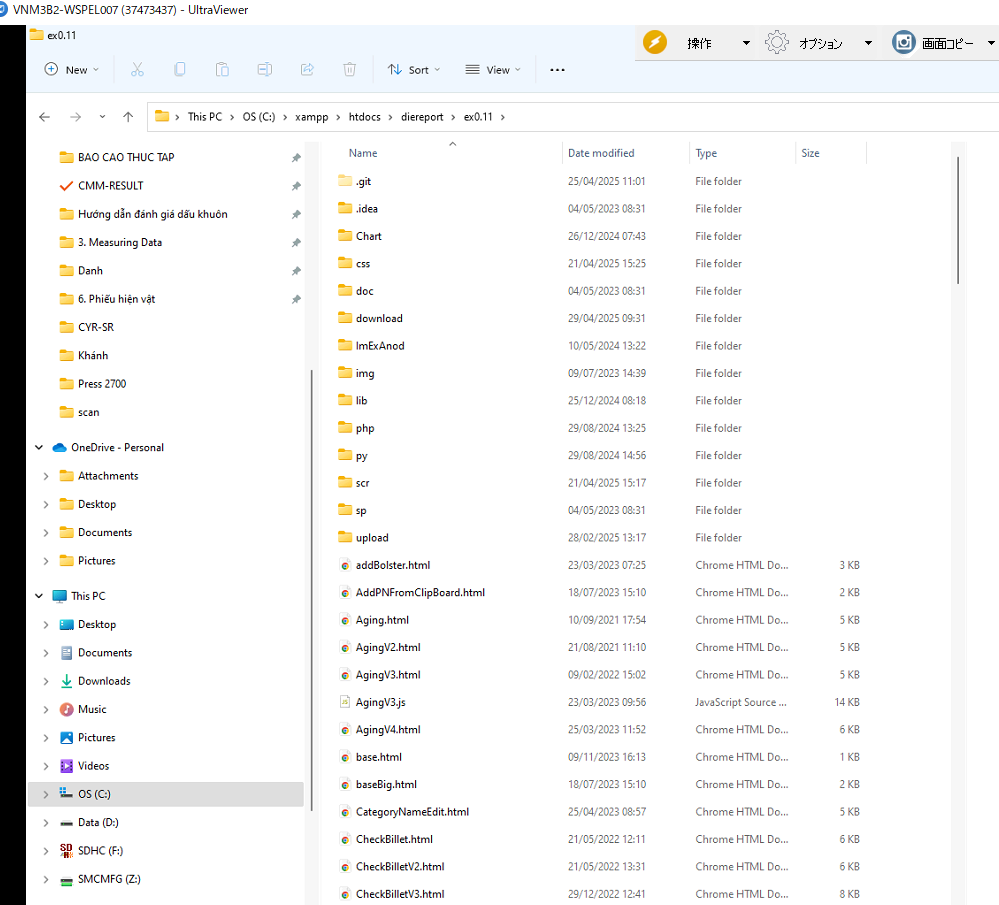 VNM3B2-WSPEL007 (37473437) - UltraViewer
ex0.11
操作 オプション 画面コピー
New Sort View
This PC > OS (C:) > xampp > htdocs > diereport > ex0.11 >
Name Date modified Type Size
BAO CAO THUC TAP
CMM-RESULT
Hướng dẫn đánh giá dấu khuôn
3. Measuring Data
Danh
6. Phiếu hiện vật
CYR-SR
Khánh
Press 2700
scan
OneDrive - Personal
Attachments
Desktop
Documents
Pictures
This PC
Desktop
Documents
Downloads
Music
Pictures
Videos
OS (C:)
Data (D:)
SDHC (F:)
SMCMFG (Z:)
.git 25/04/2025 11:01 File folder
.idea 04/05/2023 08:31 File folder
Chart 26/12/2024 07:43 File folder
css 21/04/2025 15:25 File folder
doc 04/05/2023 08:31 File folder
download 29/04/2025 09:31 File folder
ImExAnod 10/05/2024 13:22 File folder
img 09/07/2023 14:39 File folder
lib 25/12/2024 08:18 File folder
php 29/08/2024 13:25 File folder
py 29/08/2024 14:56 File folder
scr 21/04/2025 15:17 File folder
sp 04/05/2023 08:31 File folder
upload 28/02/2025 13:17 File folder
addBolster.html 23/03/2023 07:25 Chrome HTML Do... 3 KB
AddPNFromClipBoard.html 18/07/2023 15:10 Chrome HTML Do... 2 KB
Aging.html 10/09/2021 17:54 Chrome HTML Do... 5 KB
AgingV2.html 21/08/2021 11:10 Chrome HTML Do... 5 KB
AgingV3.html 09/02/2022 15:02 Chrome HTML Do... 5 KB
AgingV3.js 23/03/2023 09:56 JavaScript Source ... 14 KB
AgingV4.html 25/03/2023 11:52 Chrome HTML Do... 6 KB
base.html 09/11/2023 16:13 Chrome HTML Do... 1 KB
baseBig.html 18/07/2023 15:10 Chrome HTML Do... 2 KB
CategoryNameEdit.html 25/04/2023 08:57 Chrome HTML Do... 5 KB
CheckBillet.html 21/05/2022 12:11 Chrome HTML Do... 6 KB
CheckBilletV2.html 21/05/2022 13:31 Chrome HTML Do... 6 KB
CheckBilletV3.html 29/12/2022 12:41 Chrome HTML Do... 8 KB